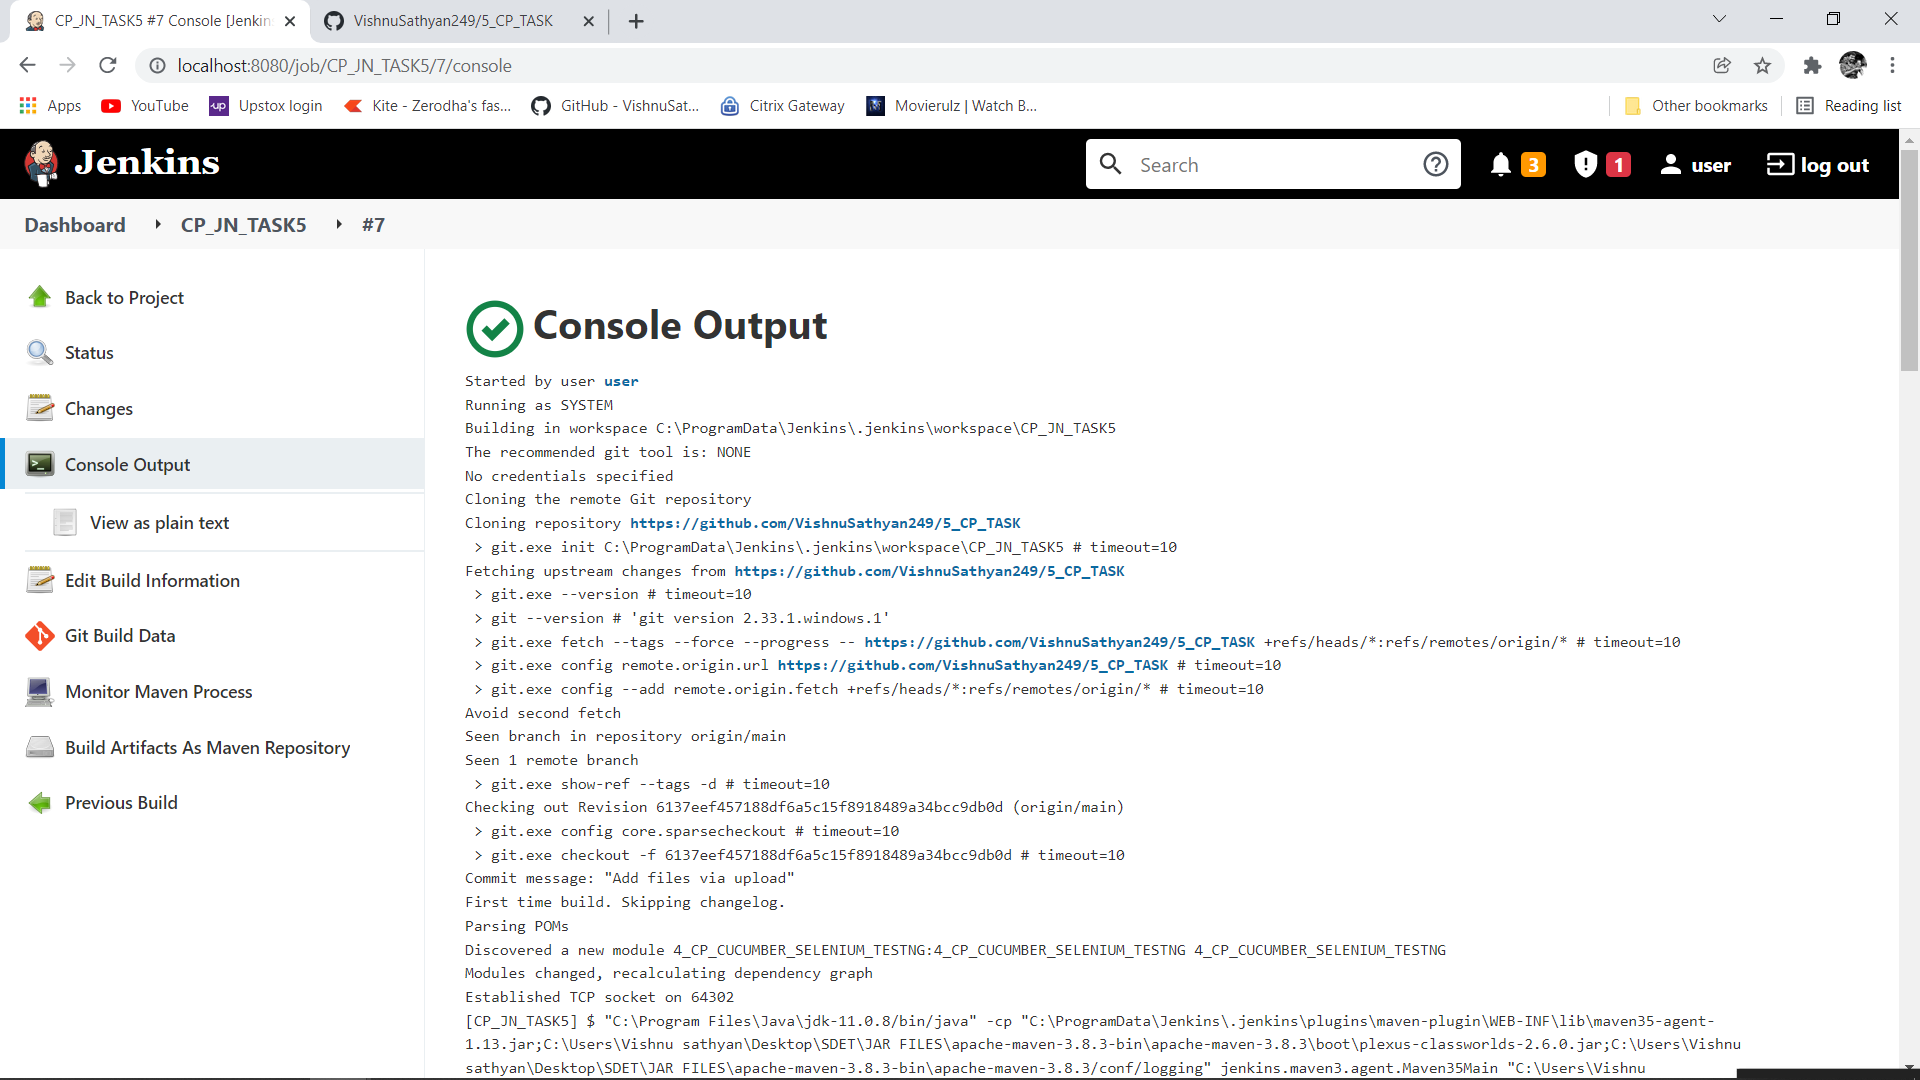 CP_JN_TASK5 #7 Console [Jenkin
VishnuSathyan249/5_CP_TASK
localhost:8080/job/CP_JN_TASK5/7/console
Apps
YouTube
up
Upstox login
Kite - Zerodha's fas...
GitHub - VishnuSat...
Citrix Gateway
Movierulz | Watch B...
Other bookmarks
Reading list
Jenkins
Search
3
1
user
log out
Dashboard
CP_JN_TASK5
#7
Back to Project
Status
Changes
Console Output
View as plain text
Edit Build Information
Git Build Data
Monitor Maven Process
Build Artifacts As Maven Repository
Previous Build
Console Output
Started by user user
Running as SYSTEM
Building in workspace C:\ProgramData\Jenkins\.jenkins\workspace\CP_JN_TASK5
The recommended git tool is: NONE
No credentials specified
Cloning the remote Git repository
Cloning repository https://github.com/VishnuSathyan249/5_CP_TASK
> git.exe init C:\ProgramData\Jenkins\.jenkins\workspace\CP_JN_TASK5 # timeout=10
Fetching upstream changes from https://github.com/VishnuSathyan249/5_CP_TASK
> git.exe --version # timeout=10
> git --version # 'git version 2.33.1.windows.1'
> git.exe fetch --tags --force --progress -- https://github.com/VishnuSathyan249/5_CP_TASK +refs/heads/*:refs/remotes/origin/* # timeout=10
> git.exe config remote.origin.url https://github.com/VishnuSathyan249/5_CP_TASK # timeout=10
> git.exe config --add remote.origin.fetch +refs/heads/*:refs/remotes/origin/* # timeout=10
Avoid second fetch
Seen branch in repository origin/main
Seen 1 remote branch
> git.exe show-ref --tags -d # timeout=10
Checking out Revision 6137eef457188df6a5c15f8918489a34bcc9db0d (origin/main)
> git.exe config core.sparsecheckout # timeout=10
> git.exe checkout -f 6137eef457188df6a5c15f8918489a34bcc9db0d # timeout=10
Commit message: "Add files via upload"
First time build. Skipping changelog.
Parsing POMs
Discovered a new module 4_CP_CUCUMBER_SELENIUM_TESTNG:4_CP_CUCUMBER_SELENIUM_TESTNG 4_CP_CUCUMBER_SELENIUM_TESTNG
Modules changed, recalculating dependency graph
Established TCP socket on 64302
[CP_JN_TASK5] $ "C:\Program Files\Java\jdk-11.0.8/bin/java" -cp "C:\ProgramData\Jenkins\.jenkins\plugins\maven-plugin\WEB-INF\lib\maven35-agent-
1.13.jar;C:\Users\Vishnu sathyan\Desktop\SDET\JAR FILES\apache-maven-3.8.3-bin\apache-maven-3.8.3\boot\plexus-classworlds-2.6.0.jar;C:\Users\Vishnu
sathyan\Desktop\SDET\JAR FILES\apache-maven-3.8.3-bin\apache-maven-3.8.3/conf/logging" jenkins.maven3.agent.Maven35Main "C:\Users\Vishnu